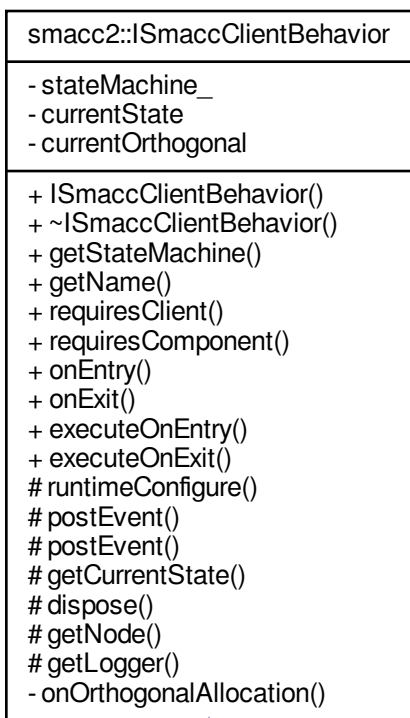 smacc2::ISmaccClientBehavior
- stateMachine_
- currentState
- currentOrthogonal
+ ISmaccClientBehavior()
+ ~ISmaccClientBehavior()
+ getStateMachine()
+ getName()
+ requiresClient()
+ requiresComponent()
+ onEntry()
+ onExit()
+ executeOnEntry()
+ executeOnExit()
# runtimeConfigure()
# postEvent()
# postEvent()
# getCurrentState()
# dispose()
# getNode()
# getLogger()
- onOrthogonalAllocation()